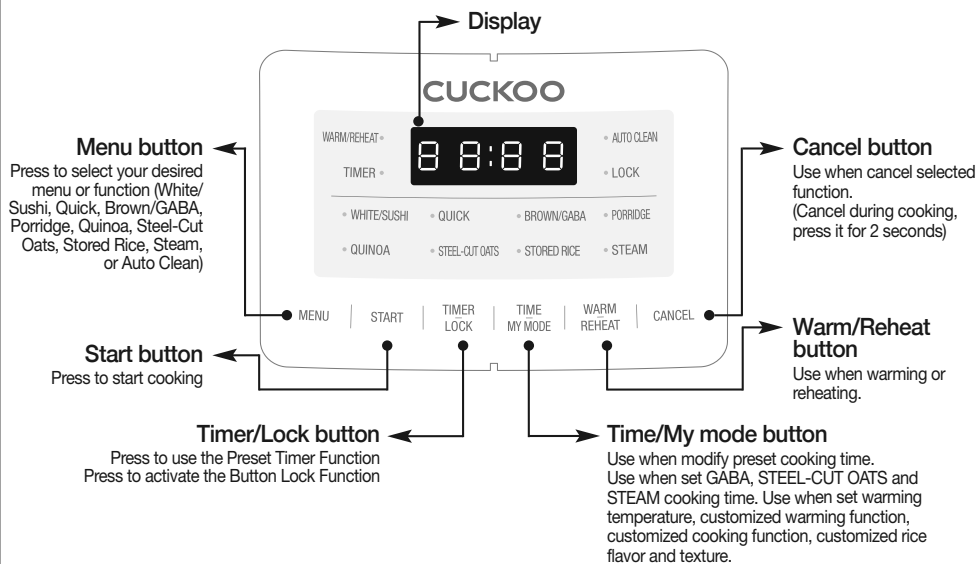 Display
CUCKOO
WARM/REHEAT
88:88
AUTO CLEAN
TIMER
LOCK
WHITE/SUSHI
QUICK
BROWN/GABA
PORRIDGE
QUINOA
STEEL-CUT OATS
STORED RICE
STEAM
MENU
START
TIMER
LOCK
TIME
MY MODE
WARM
REHEAT
CANCEL
Menu button
Press to select your desired
menu or function (White/
Sushi, Quick, Brown/GABA,
Porridge, Quinoa, Steel-Cut
Oats, Stored Rice, Steam,
or Auto Clean)
Cancel button
Use when cancel selected
function.
(Cancel during cooking,
press it for 2 seconds)
Start button
Press to start cooking
Warm/Reheat
button
Use when warming or
reheating.
Timer/Lock button
Press to use the Preset Timer Function
Press to activate the Button Lock Function
Time/My mode button
Use when modify preset cooking time.
Use when set GABA, STEEL-CUT OATS and
STEAM cooking time. Use when set warming
temperature, customized warming function,
customized cooking function, customized rice
flavor and texture.